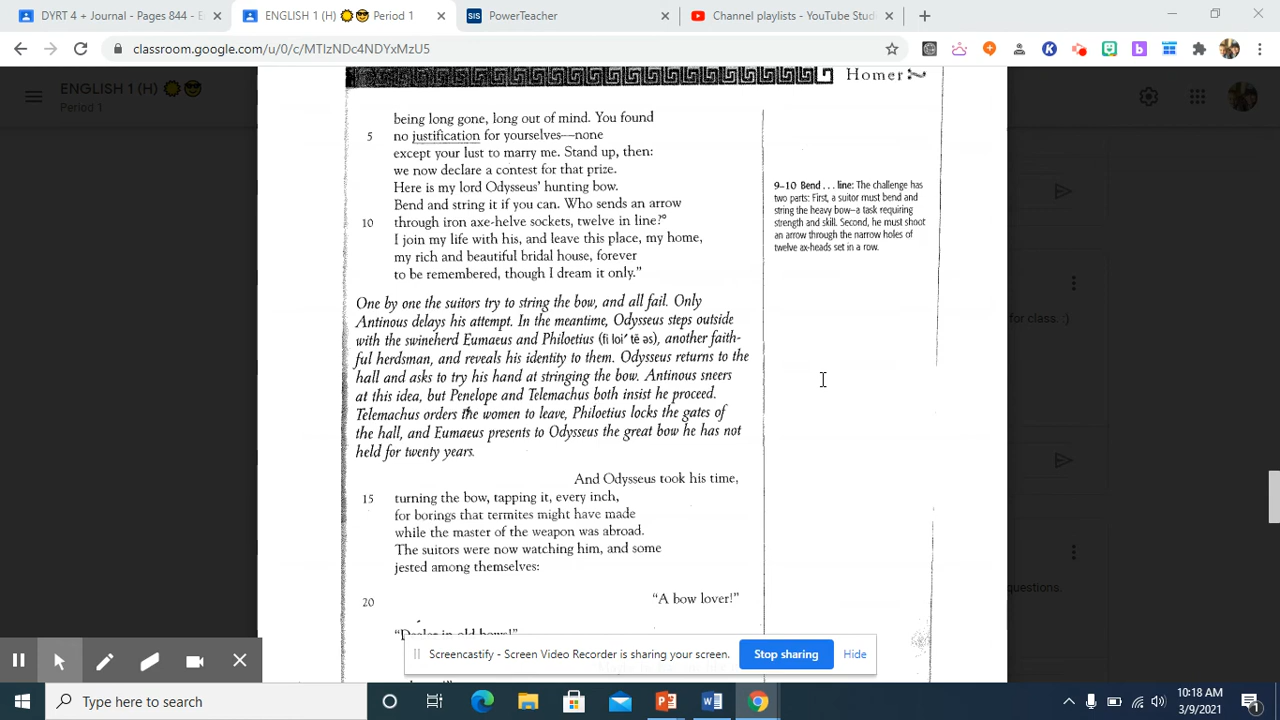 DYRT 4 + Journal - Pages 844 - E
ENGLISH 1 (H) 🌞😎 Period 1
SIS PowerTeacher
Channel playlists - YouTube Stud
classroom.google.com/u/0/c/MTIzNDc4NDYxMzU5
ENGLISH 1 (H)
Period 1
Homer
being long gone, long out of mind. You found
5 no justification for yourselves—none
except your lust to marry me. Stand up, then:
we now declare a contest for that prize.
Here is my lord Odysseus' hunting bow.
Bend and string it if you can. Who sends an arrow
10 through iron axe-helve sockets, twelve in line?°
I join my life with his, and leave this place, my home,
my rich and beautiful bridal house, forever
to be remembered, though I dream it only."
9–10 Bend . . . line: The challenge has
two parts: First, a suitor must bend and
string the heavy bow—a task requiring
strength and skill. Second, he must shoot
an arrow through the narrow holes of
twelve ax-heads set in a row.
One by one the suitors try to string the bow, and all fail. Only
Antinous delays his attempt. In the meantime, Odysseus steps outside
with the swineherd Eumaeus and Philoetius (fi loi′ tē əs), another faith-
ful herdsman, and reveals his identity to them. Odysseus returns to the
hall and asks to try his hand at stringing the bow. Antinous sneers
at this idea, but Penelope and Telemachus both insist he proceed.
Telemachus orders the women to leave, Philoetius locks the gates of
the hall, and Eumaeus presents to Odysseus the great bow he has not
held for twenty years.
And Odysseus took his time,
15 turning the bow, tapping it, every inch,
for borings that termites might have made
while the master of the weapon was abroad.
The suitors were now watching him, and some
jested among themselves:
20 "A bow lover!"
"Dealer in old bows!"
for class. :)
questions.
Screencastify - Screen Video Recorder is sharing your screen.
Stop sharing
Hide
Type here to search
10:18 AM
3/9/2021